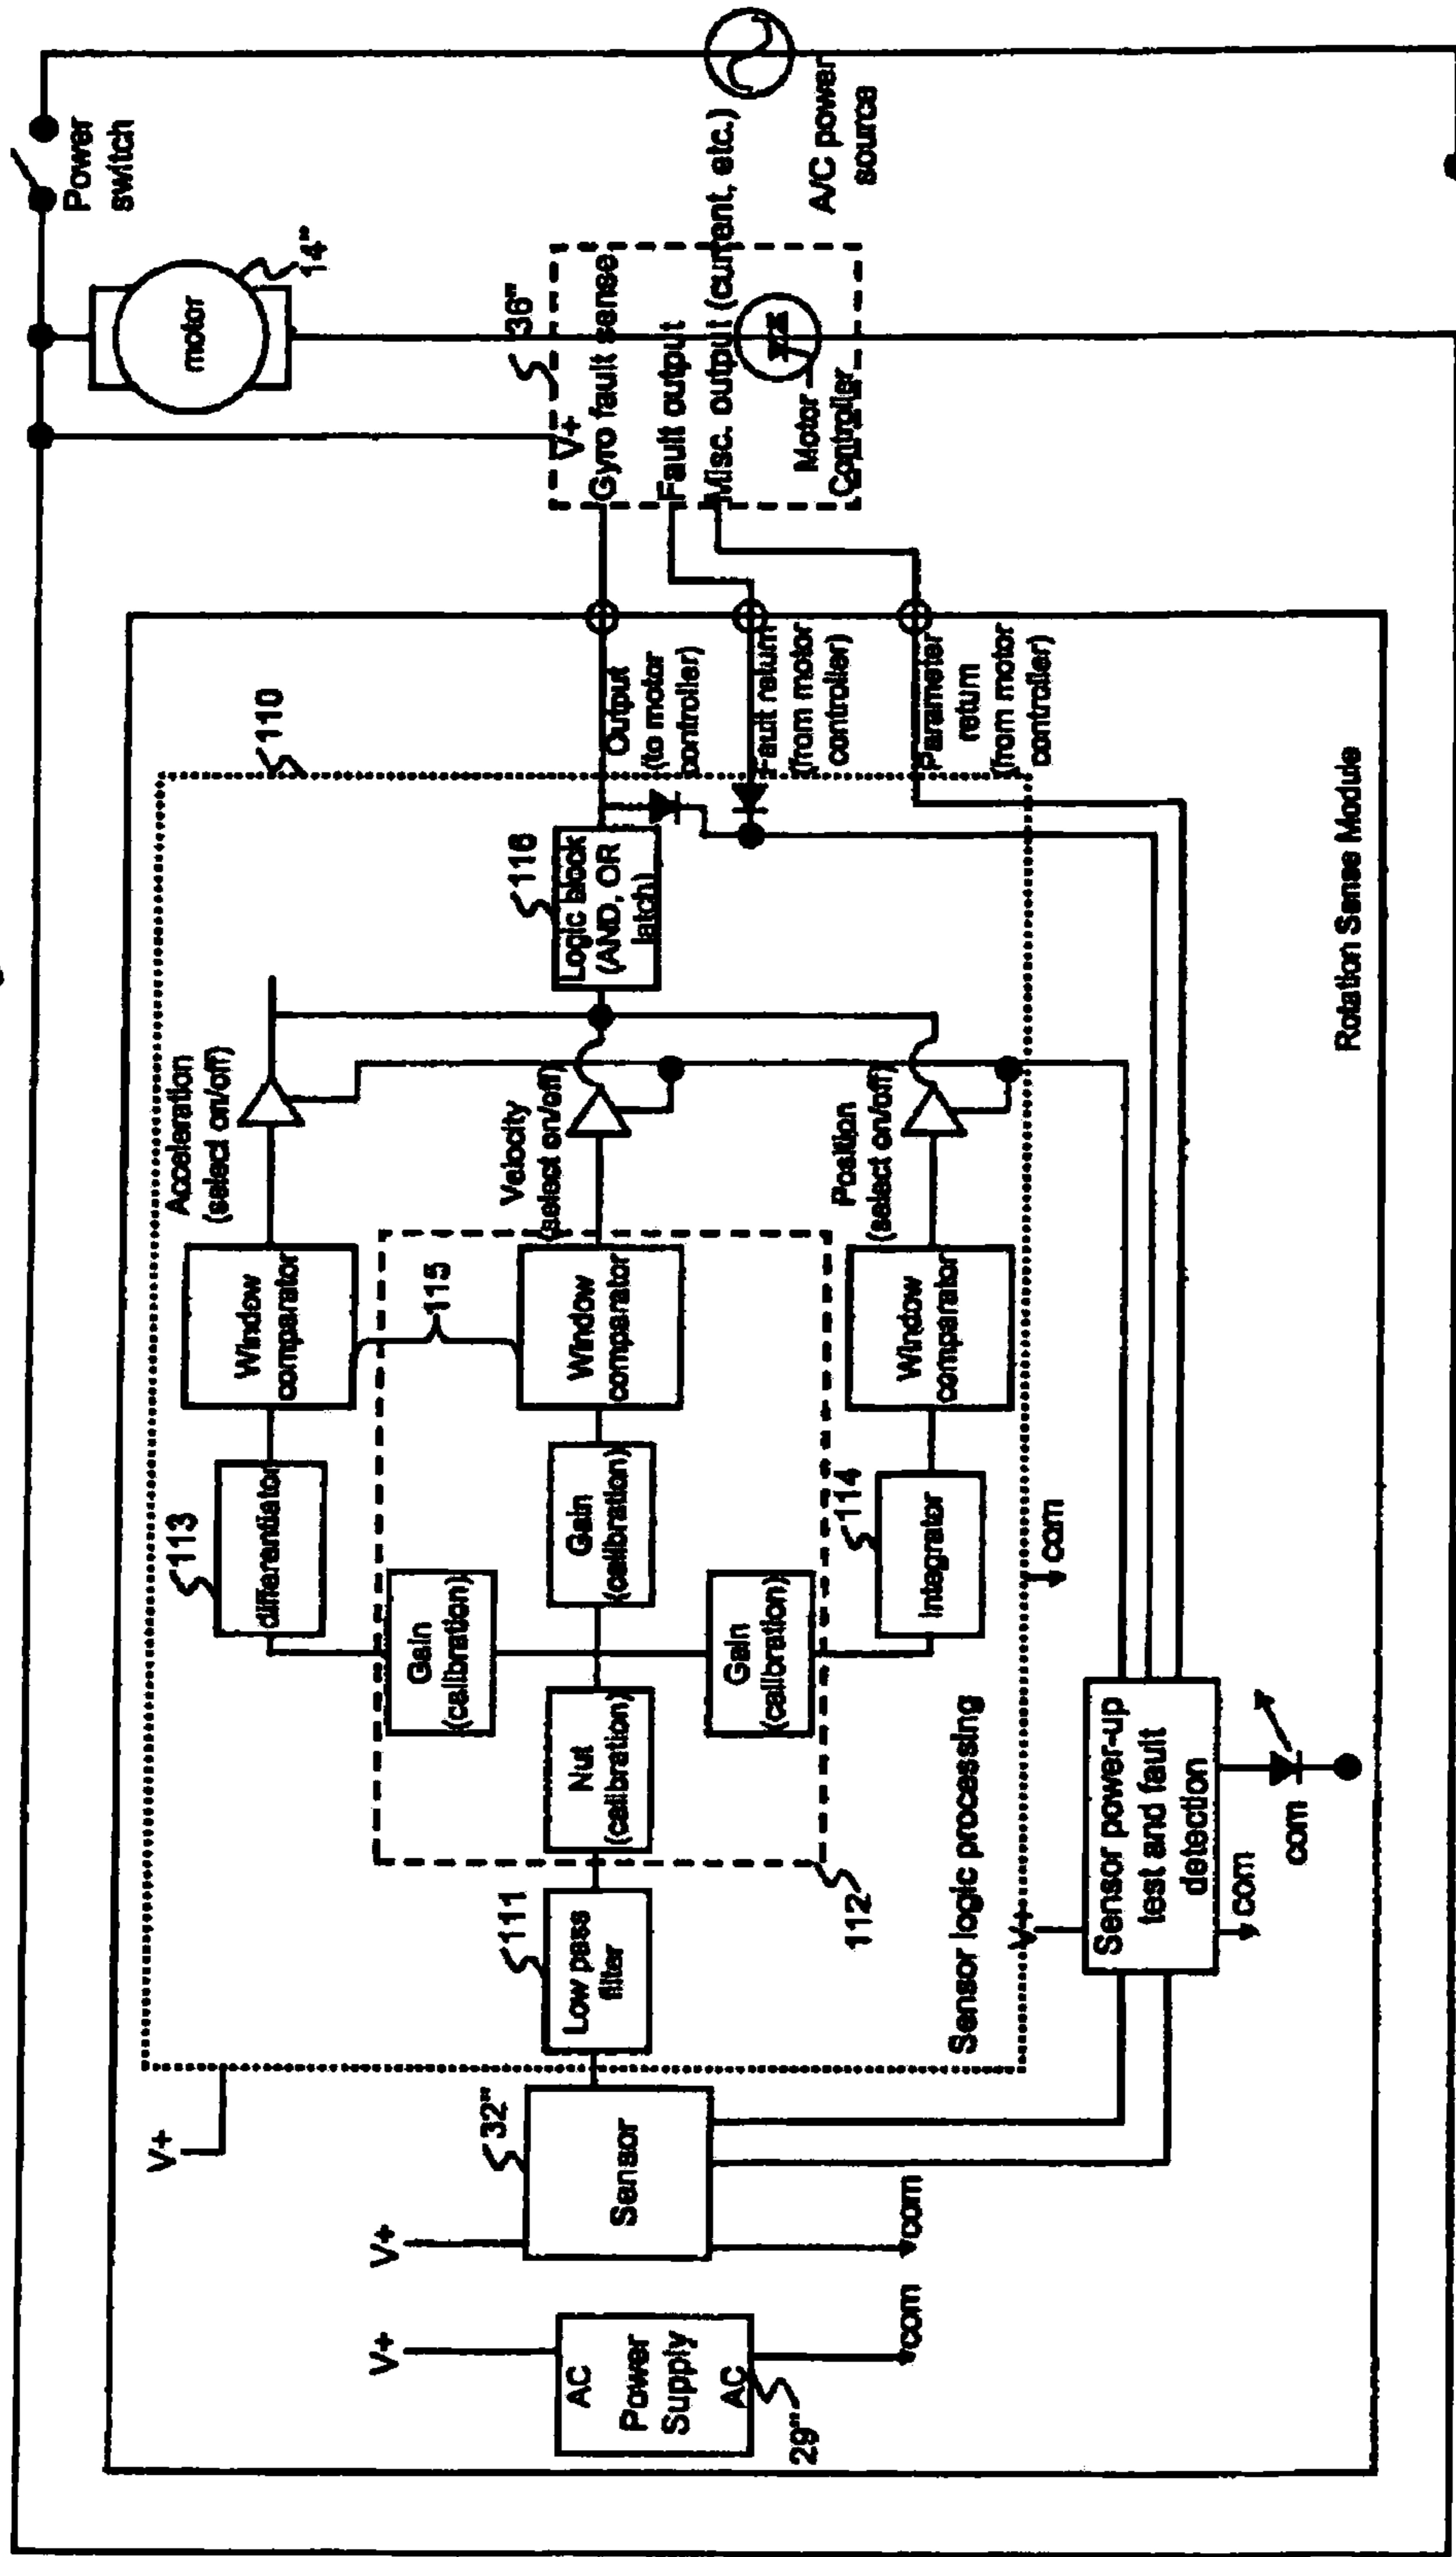 Power
switch
motor
14"
36"
V+
Gyro fault sense
Fault output
Misc. output (current, etc.)
Motor
Controller
A/C power
source
110
Output
(to motor
controller)
Fault return
(from motor
controller)
Parameter
return
(from motor
controller)
116
Logic block
(AND, OR
latch)
Acceleration
(select on/off)
Velocity
(select on/off)
Position
(select on/off)
Window
comparator
115
Window
comparator
Window
comparator
113
differentiator
Gain
(calibration)
Gain
(calibration)
Gain
(calibration)
114
Integrator
com
Nut
(calibration)
112
111
Low pass
filter
Sensor logic processing
Rotation Sense Module
V+
Sensor power-up
test and fault
detection
com
com
V+
32"
V+
Sensor
com
V+
AC
Power
Supply
AC
29"
com